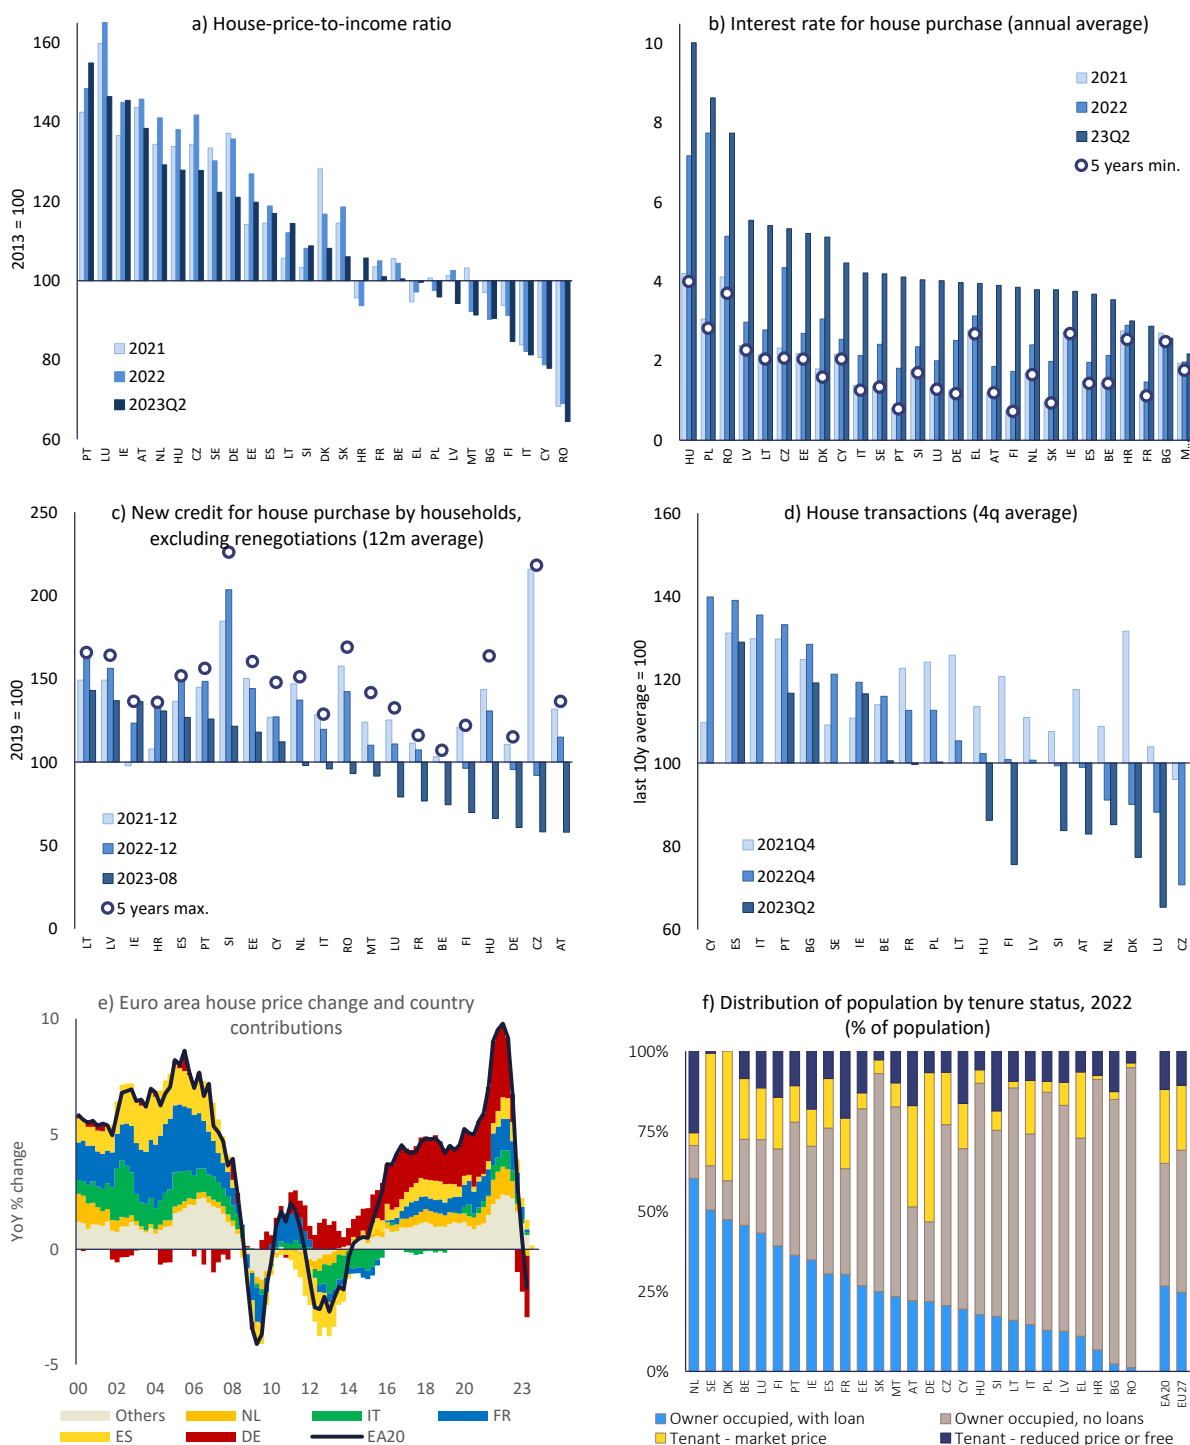 a) House-price-to-income ratio
2013 = 100
160
140
120
100
80
60
2021
2022
2023Q2
PT LU IE AT NL HU CZ SE DE EE ES LT SI DK SK HR FR BE EL PL LV MT BG FI IT CY RO
b) Interest rate for house purchase (annual average)
10
8
6
4
2
0
2021
2022
23Q2
5 years min.
HU PL RO LV LT CZ EE DK CY IT SE PT SI LU DE EL AT FI NL SK IE ES BE HR FR BG M...
c) New credit for house purchase by households,
excluding renegotiations (12m average)
2019 = 100
250
200
150
100
50
0
2021-12
2022-12
2023-08
5 years max.
LT LV IE HR ES PT SI EE CY NL IT RO MT LU FR BE FI HU DE CZ AT
d) House transactions (4q average)
last 10y average = 100
160
140
120
100
80
60
2021Q4
2022Q4
2023Q2
CY ES IT PT BG SE IE BE FR PL LT HU FI LV SI AT NL DK LU CZ
e) Euro area house price change and country
contributions
YoY % change
10
5
0
-5
00 02 04 06 08 10 12 14 16 18 20 23
Others NL IT FR
ES DE EA20
f) Distribution of population by tenure status, 2022
(% of population)
100%
75%
50%
25%
0%
NL SE DK BE LU FI PT IE ES FR EE SK MT AT DE CZ CY HU SI LT IT PL LV EL HR BG RO EA20 EU27
Owner occupied, with loan Owner occupied, no loans
Tenant - market price Tenant - reduced price or free